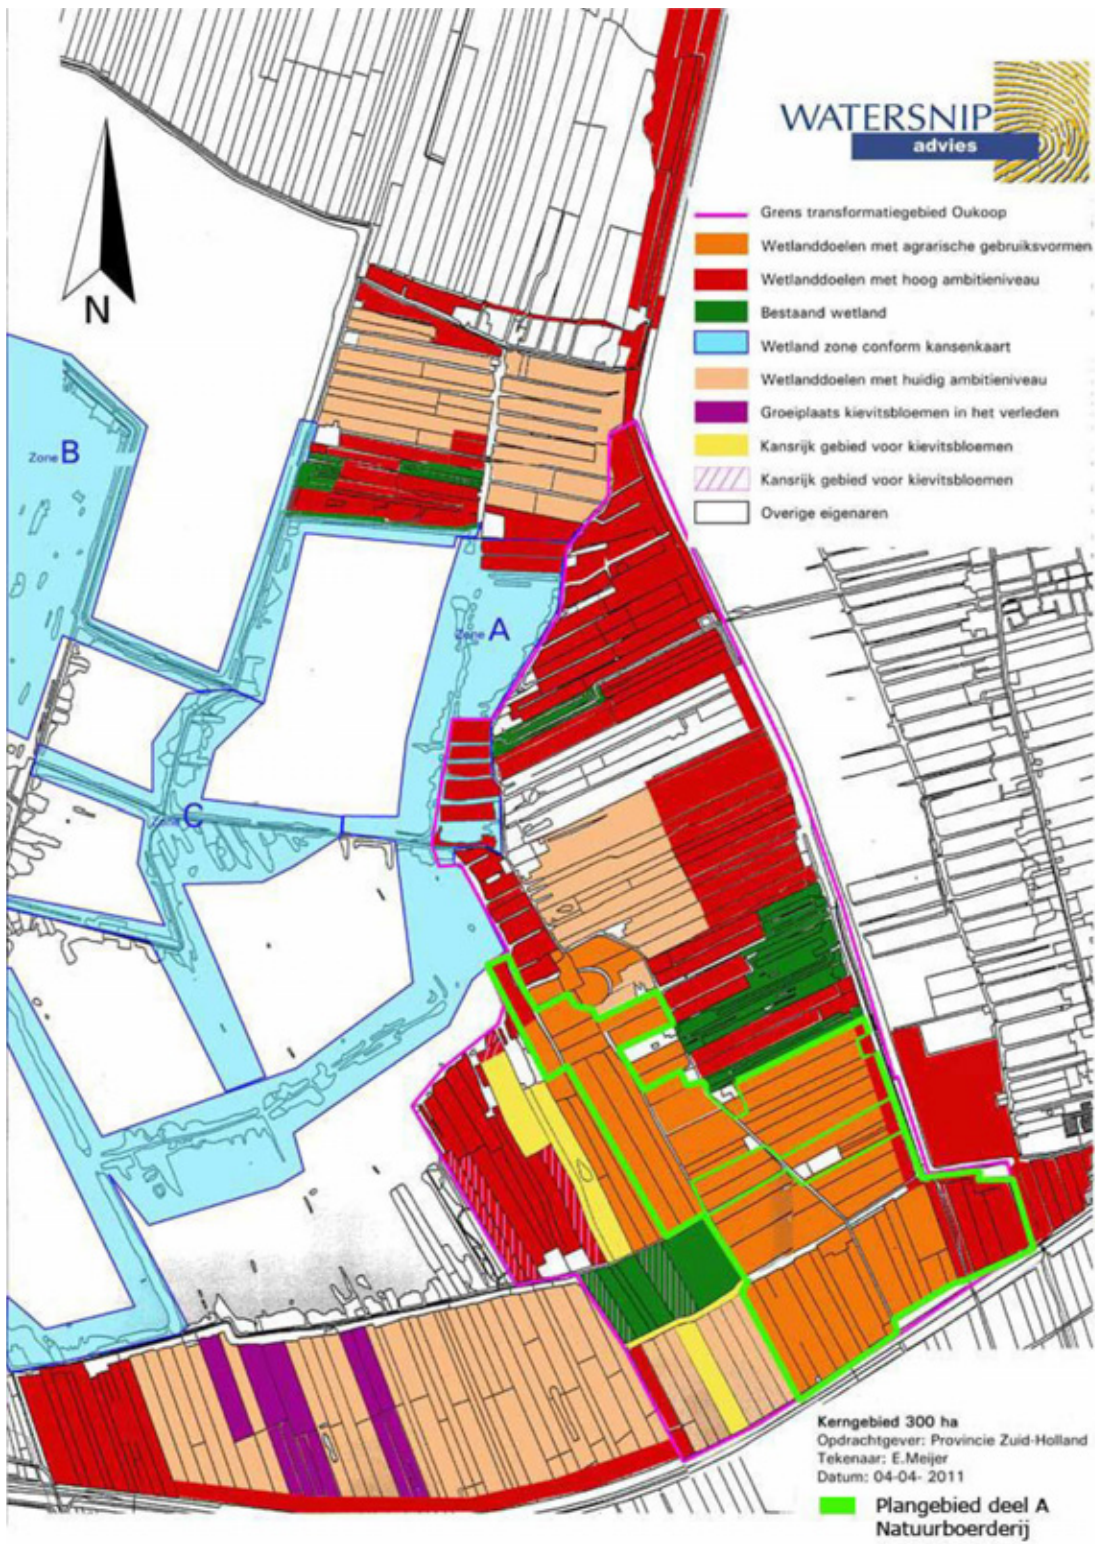 WATERSNIP
advies
Grens transformatiegebied Oukoop
Wetlanddoelen met agrarische gebruiksvormen
Wetlanddoelen met hoog ambitieniveau
Bestaand wetland
Wetland zone conform kansenkaart
Wetlanddoelen met huidig ambitieniveau
Groeiplaats kievitsbloemen in het verleden
Kansrijk gebied voor kievitsbloemen
Kansrijk gebied voor kievitsbloemen
Overige eigenaren
N
Zone B
Zone A
Zone C
Kerngebied 300 ha
Opdrachtgever: Provincie Zuid-Holland
Tekenaar: E.Meijer
Datum: 04-04- 2011
Plangebied deel A
Natuurboerderij